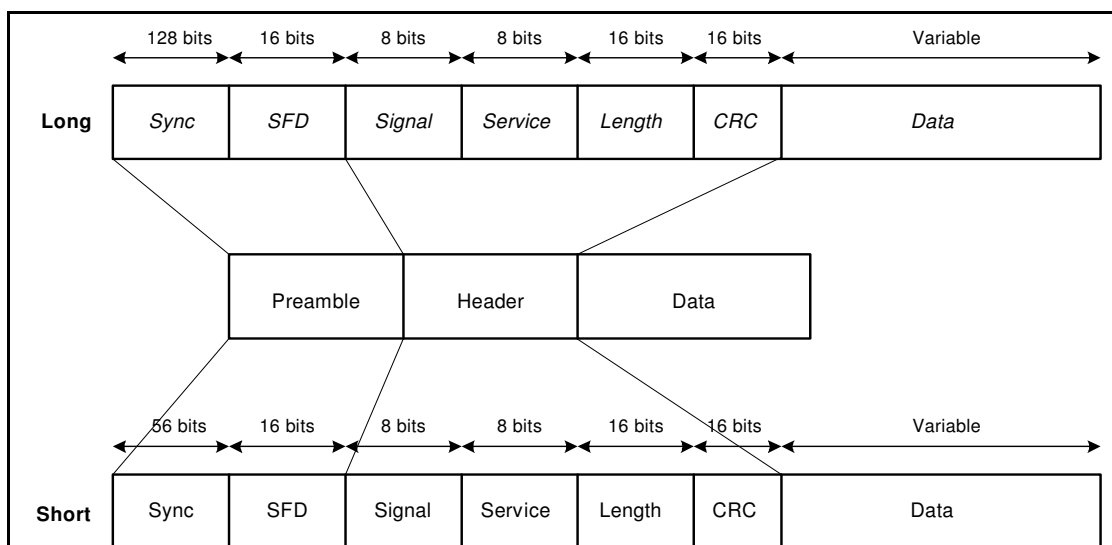 128 bits 16 bits 8 bits 8 bits 16 bits 16 bits Variable
Long Sync SFD Signal Service Length CRC Data
Preamble Header Data
56 bits 16 bits 8 bits 8 bits 16 bits 16 bits Variable
Short Sync SFD Signal Service Length CRC Data